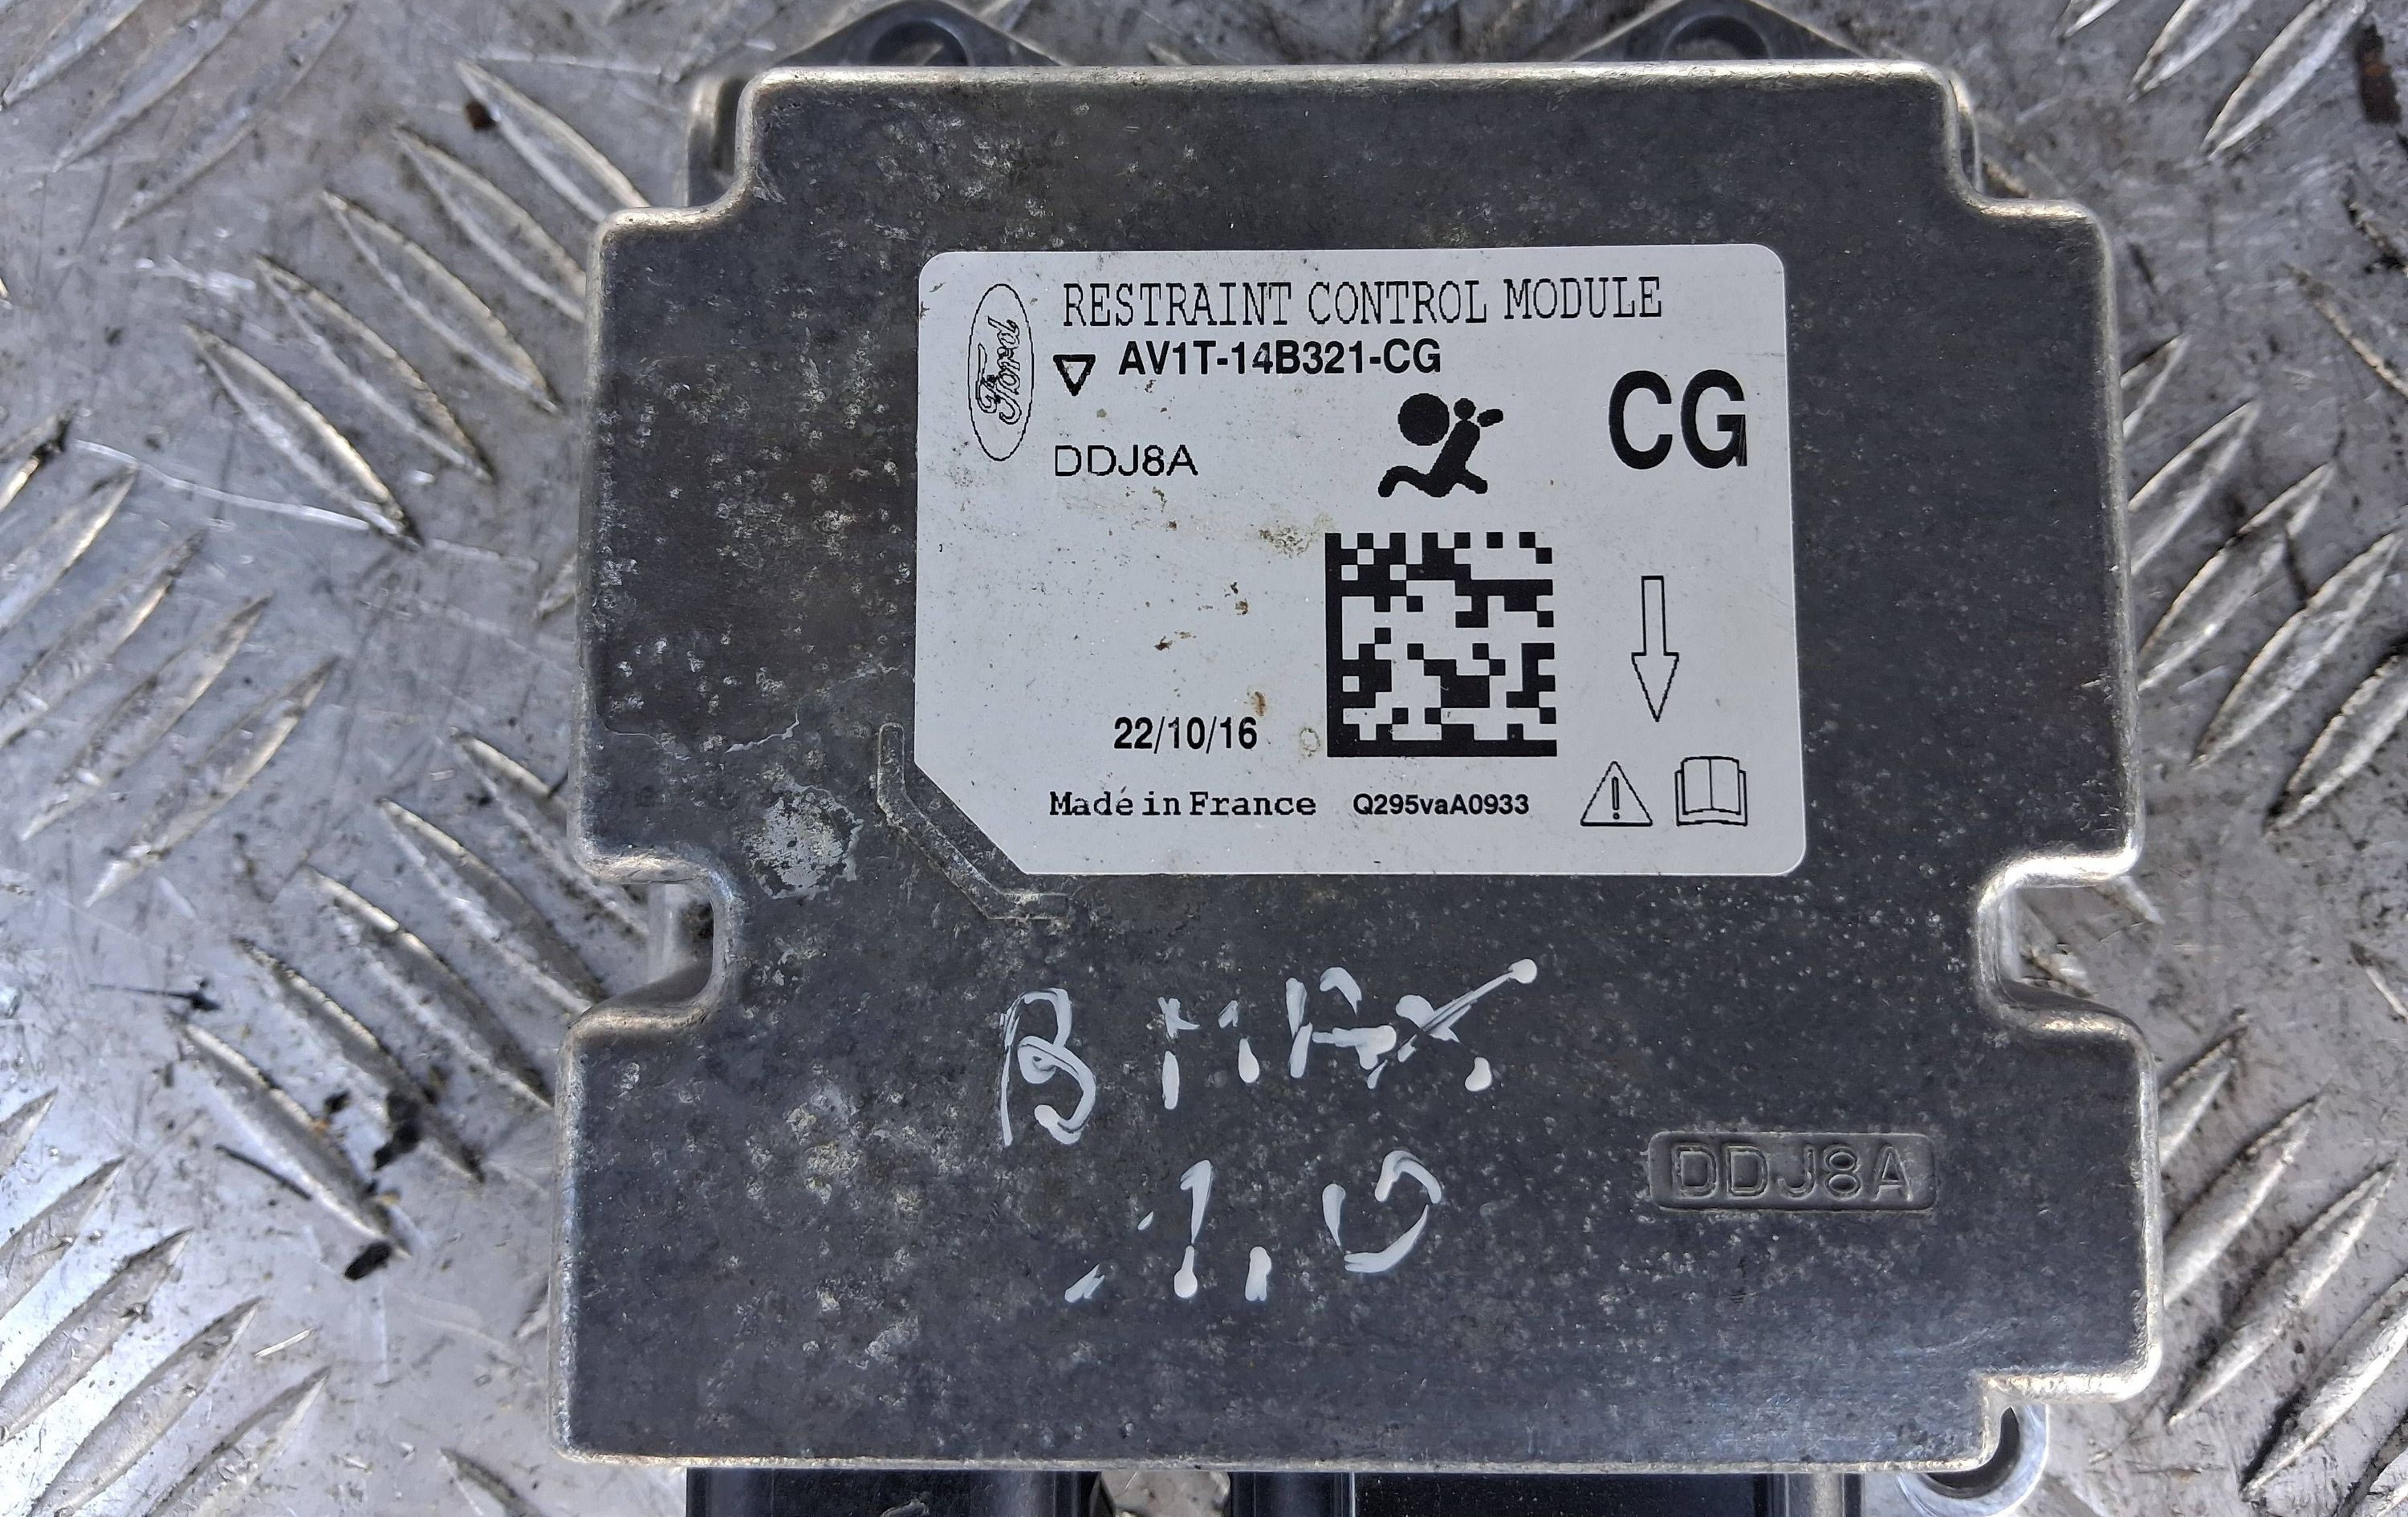 RESTRAINT CONTROL MODULE
Ford
AV1T-14B321-CG
CG
DDJ8A
22/10/16
Made in France Q295vaA0933
B MAX
1.0
DDJ8A